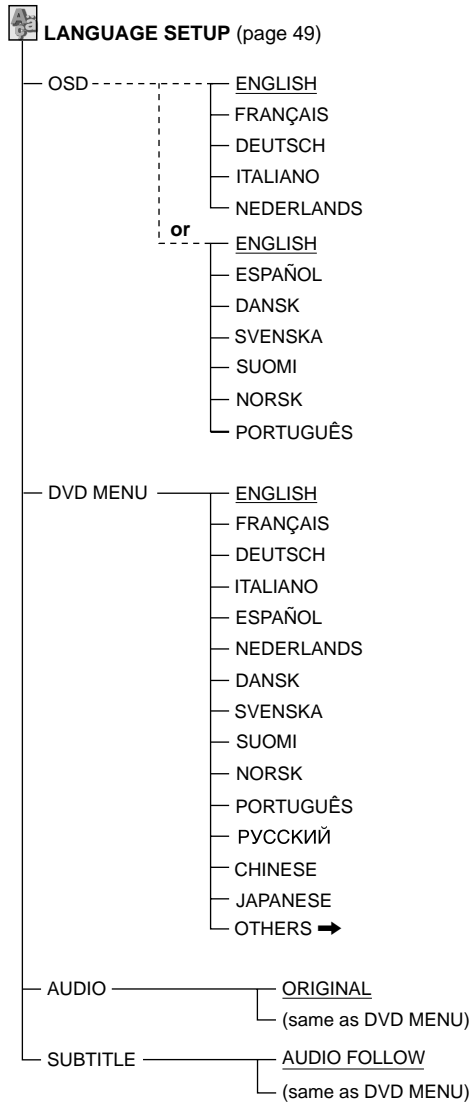 LANGUAGE SETUP (page 49)
OSD
ENGLISH
FRANÇAIS
DEUTSCH
ITALIANO
NEDERLANDS
or
ENGLISH
ESPAÑOL
DANSK
SVENSKA
SUOMI
NORSK
PORTUGUÊS
DVD MENU
ENGLISH
FRANÇAIS
DEUTSCH
ITALIANO
ESPAÑOL
NEDERLANDS
DANSK
SVENSKA
SUOMI
NORSK
PORTUGUÊS
РУССКИЙ
CHINESE
JAPANESE
OTHERS ➡
AUDIO
ORIGINAL
(same as DVD MENU)
SUBTITLE
AUDIO FOLLOW
(same as DVD MENU)